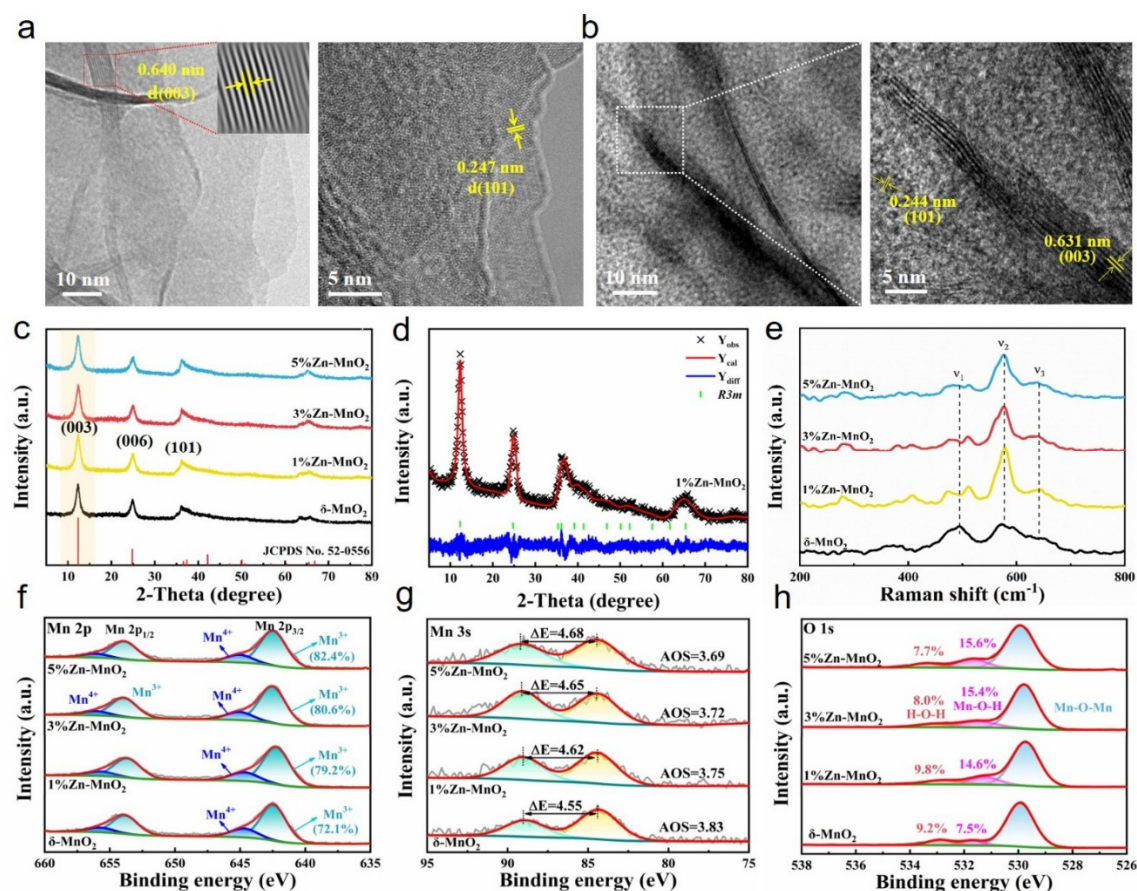 a
0.640 nm
d(003)
10 nm
0.247 nm
d(101)
5 nm
b
10 nm
0.244 nm
(101)
0.631 nm
(003)
5 nm
c
Intensity (a.u.)
5%Zn-MnO₂
3%Zn-MnO₂
(003)
(006)
(101)
1%Zn-MnO₂
δ-MnO₂
JCPDS No. 52-0556
10 20 30 40 50 60 70 80
2-Theta (degree)
d
Intensity (a.u.)
Y_obs
Y_cal
Y_diff
R3m
1%Zn-MnO₂
10 20 30 40 50 60 70 80
2-Theta (degree)
e
Intensity (a.u.)
ν₁
ν₂
ν₃
5%Zn-MnO₂
3%Zn-MnO₂
1%Zn-MnO₂
δ-MnO₂
200 400 600 800
Raman shift (cm⁻¹)
f
Intensity (a.u.)
Mn 2p
Mn 2p₁/₂
Mn 2p₃/₂
Mn⁴⁺
Mn⁴⁺
Mn³⁺
(82.4%)
5%Zn-MnO₂
Mn⁴⁺
Mn³⁺
Mn⁴⁺
Mn³⁺
(80.6%)
3%Zn-MnO₂
Mn⁴⁺
Mn³⁺
(79.2%)
1%Zn-MnO₂
Mn⁴⁺
Mn³⁺
(72.1%)
δ-MnO₂
660 655 650 645 640 635
Binding energy (eV)
g
Intensity (a.u.)
Mn 3s
ΔE=4.68
AOS=3.69
5%Zn-MnO₂
ΔE=4.65
AOS=3.72
3%Zn-MnO₂
ΔE=4.62
AOS=3.75
1%Zn-MnO₂
ΔE=4.55
AOS=3.83
δ-MnO₂
95 90 85 80 75
Binding energy (eV)
h
Intensity (a.u.)
O 1s
7.7%
15.6%
5%Zn-MnO₂
8.0%
H-O-H
15.4%
Mn-O-H
Mn-O-Mn
3%Zn-MnO₂
9.8%
14.6%
1%Zn-MnO₂
9.2%
7.5%
δ-MnO₂
538 536 534 532 530 528 526
Binding energy (eV)